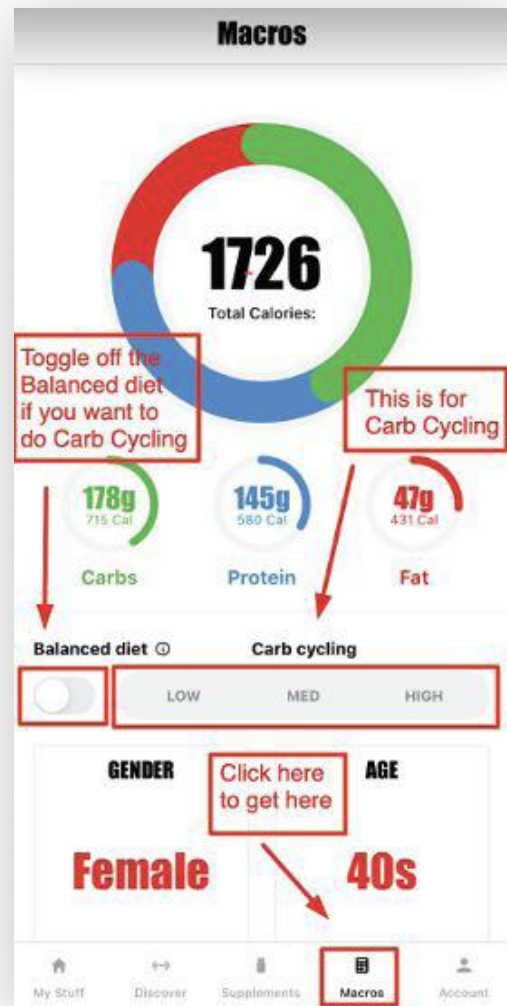 Macros
1726
Total Calories:
Toggle off the
Balanced diet
if you want to
do Carb Cycling
This is for
Carb Cycling
178g
715 Cal
Carbs
145g
580 Cal
Protein
47g
431 Cal
Fat
Balanced diet
Carb cycling
LOW MED HIGH
GENDER
Female
Click here
to get here
AGE
40s
My Stuff Discover Supplements Macros Account